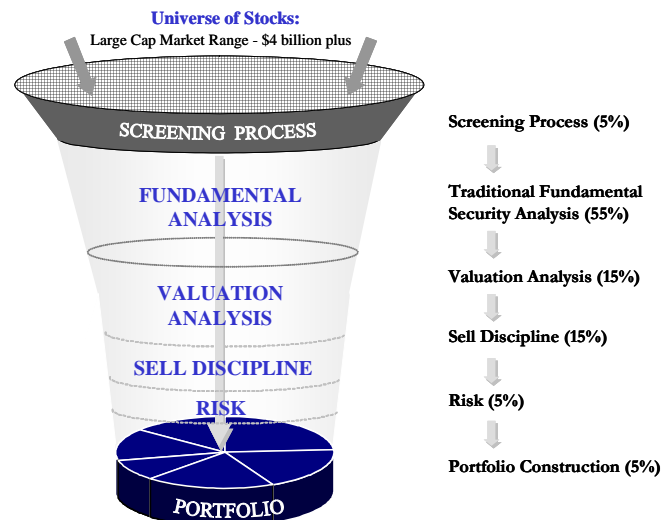 Universe of Stocks:
Large Cap Market Range - $4 billion plus
SCREENING PROCESS
FUNDAMENTAL
ANALYSIS
VALUATION
ANALYSIS
SELL DISCIPLINE
RISK
PORTFOLIO
Screening Process (5%)
Traditional Fundamental
Security Analysis (55%)
Valuation Analysis (15%)
Sell Discipline (15%)
Risk (5%)
Portfolio Construction (5%)